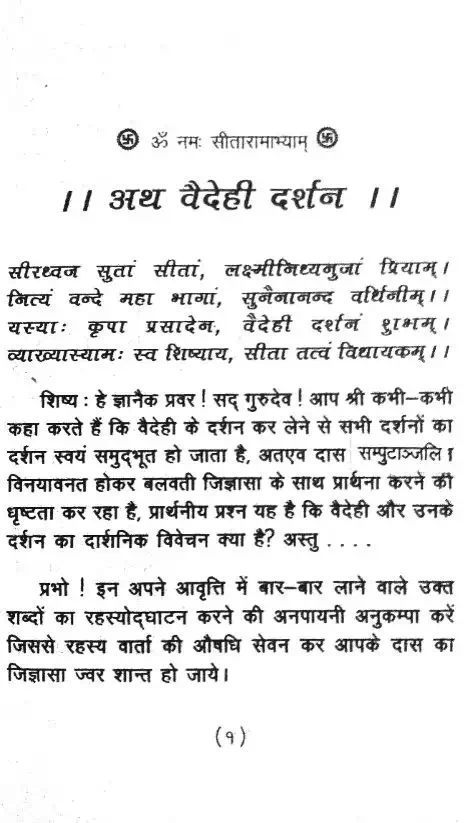 卐 ॐ नमः सीतारामाभ्याम् 卐
।। अथ वैदेही दर्शन ।।
सीरध्वज सुतां सीतां, लक्ष्मीनिध्यनुजां प्रियाम्।
नित्यं वन्दे महा भागां, सुनैनानन्द वर्धिनीम्।।
यस्याः कृपा प्रसादेन, वैदेही दर्शनं शुभम्।
व्याख्यास्यामः स्व शिष्याय, सीता तत्वं विधायकम्।।
शिष्य : हे ज्ञानैक प्रवर ! सद् गुरुदेव ! आप श्री कभी–कभी
कहा करते हैं कि वैदेही के दर्शन कर लेने से सभी दर्शनों का
दर्शन स्वयं समुद्भूत हो जाता है, अतएव दास सम्पुटाञ्जलि।
विनयावनत होकर बलवती जिज्ञासा के साथ प्रार्थना करने की
धृष्टता कर रहा है, प्रार्थनीय प्रश्न यह है कि वैदेही और उनके
दर्शन का दार्शनिक विवेचन क्या है? अस्तु . . . .
प्रभो ! इन अपने आवृत्ति में बार–बार लाने वाले उक्त
शब्दों का रहस्योद्घाटन करने की अनपायनी अनुकम्पा करें
जिससे रहस्य वार्ता की औषधि सेवन कर आपके दास का
जिज्ञासा ज्वर शान्त हो जाये।
(१)